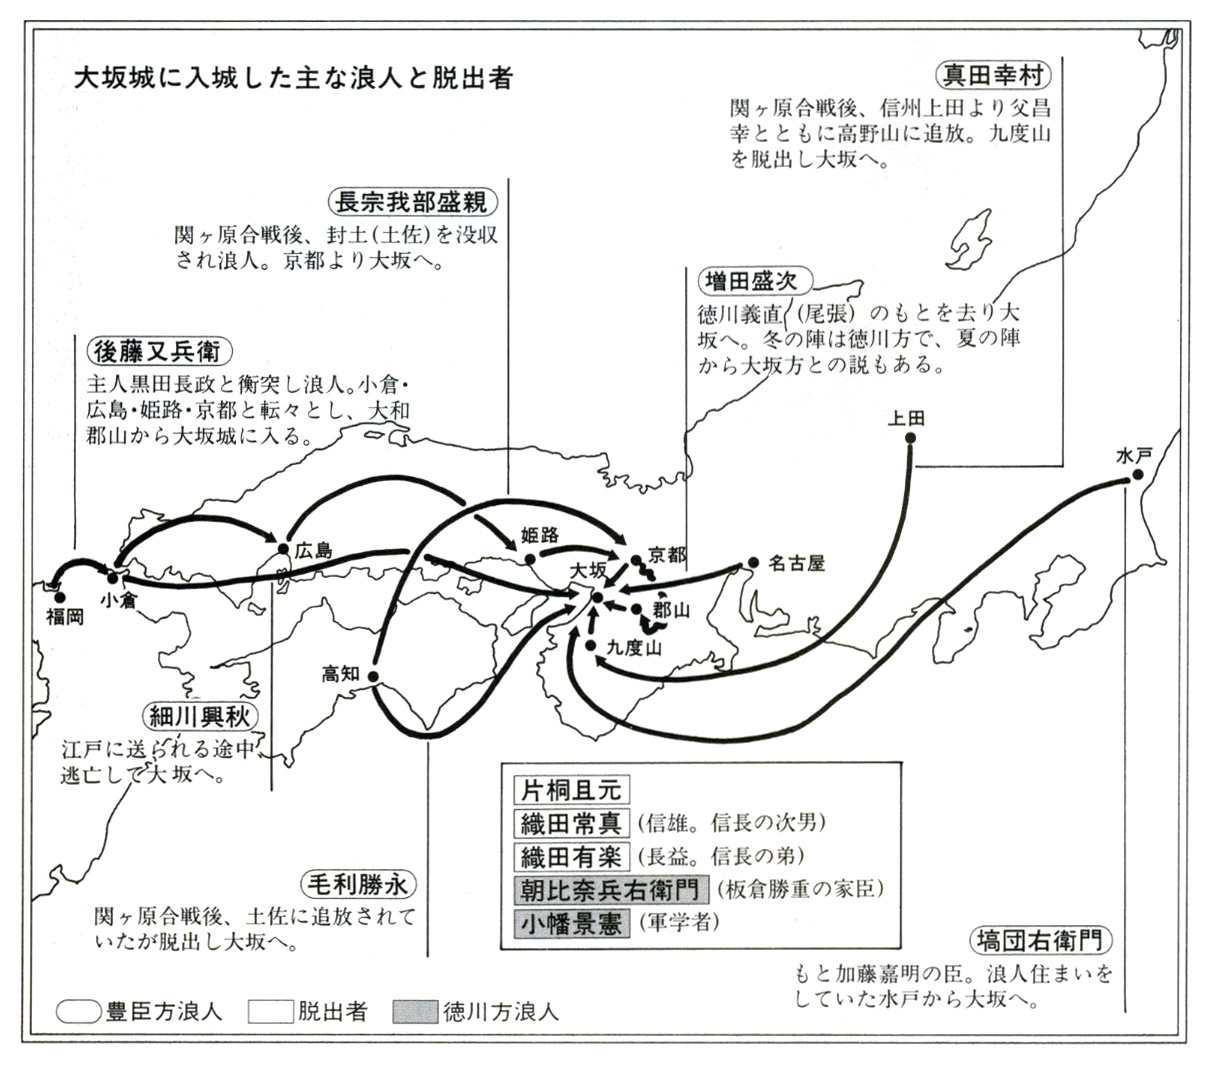 大坂城に入城した主な浪人と脱出者
真田幸村
関ヶ原合戦後、信州上田より父昌
幸とともに高野山に追放。九度山
を脱出し大坂へ。
長宗我部盛親
関ヶ原合戦後、封土(土佐)を没収
され浪人。京都より大坂へ。
増田盛次
徳川義直(尾張)のもとを去り大
坂へ。冬の陣は徳川方で、夏の陣
から大坂方との説もある。
後藤又兵衛
主人黒田長政と衝突し浪人。小倉・
広島・姫路・京都と転々とし、大和
郡山から大坂城に入る。
上田
水戸
姫路
広島
京都
大坂
名古屋
福岡
小倉
郡山
九度山
高知
細川興秋
江戸に送られる途中、
逃亡して大坂へ。
毛利勝永
関ヶ原合戦後、土佐に追放されて
いたが脱出し大坂へ。
片桐且元
織田常真(信雄。信長の次男)
織田有楽(長益。信長の弟)
朝比奈兵右衛門(板倉勝重の家臣)
小幡景憲(軍学者)
塙団右衛門
もと加藤嘉明の臣。浪人住まいを
していた水戸から大坂へ。
豊臣方浪人 脱出者 徳川方浪人